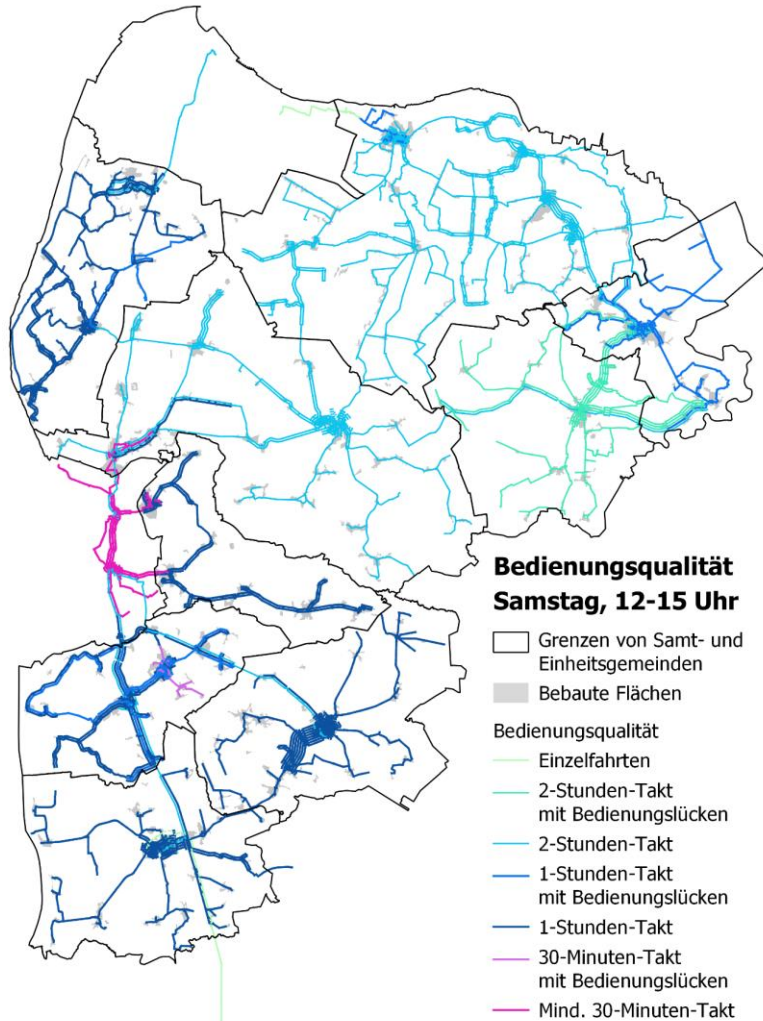 Bedienungsqualität
Samstag, 12-15 Uhr
Grenzen von Samt- und
Einheitsgemeinden
Bebaute Flächen
Bedienungsqualität
Einzelfahrten
2-Stunden-Takt
mit Bedienungslücken
2-Stunden-Takt
1-Stunden-Takt
mit Bedienungslücken
1-Stunden-Takt
30-Minuten-Takt
mit Bedienungslücken
Mind. 30-Minuten-Takt